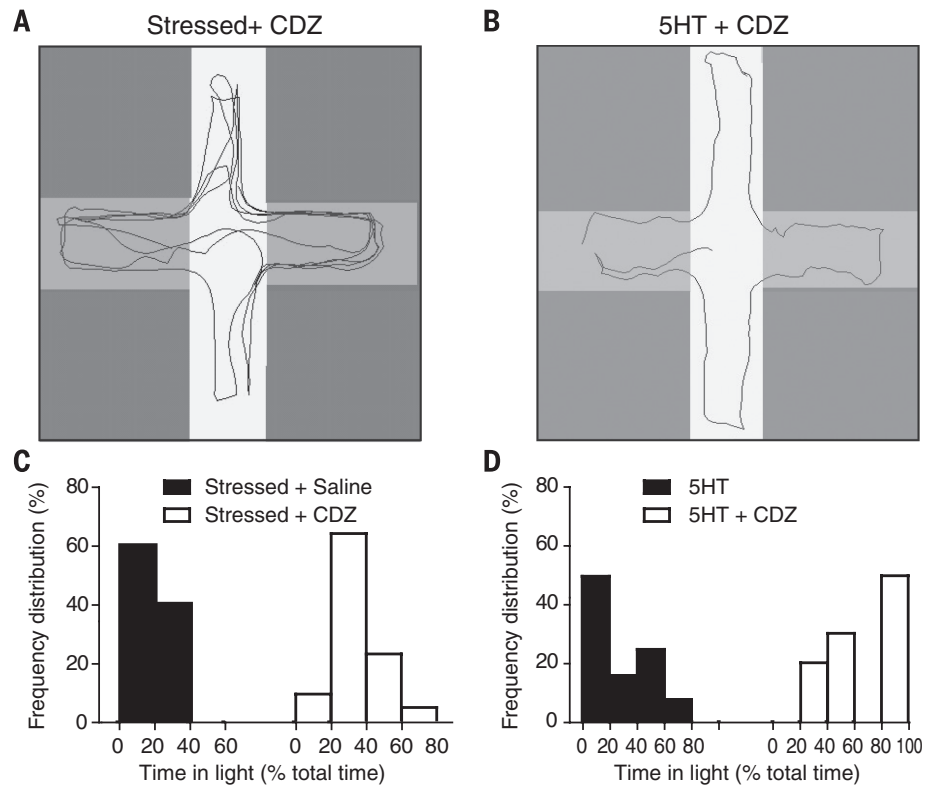 A
Stressed+ CDZ
B
5HT + CDZ
C
Stressed + Saline
Stressed + CDZ
Frequency distribution (%)
80
60
40
20
0
0 20 40 60 0 20 40 60 80
Time in light (% total time)
D
5HT
5HT + CDZ
Frequency distribution (%)
80
60
40
20
0
0 20 40 60 80 0 20 40 60 80 100
Time in light (% total time)